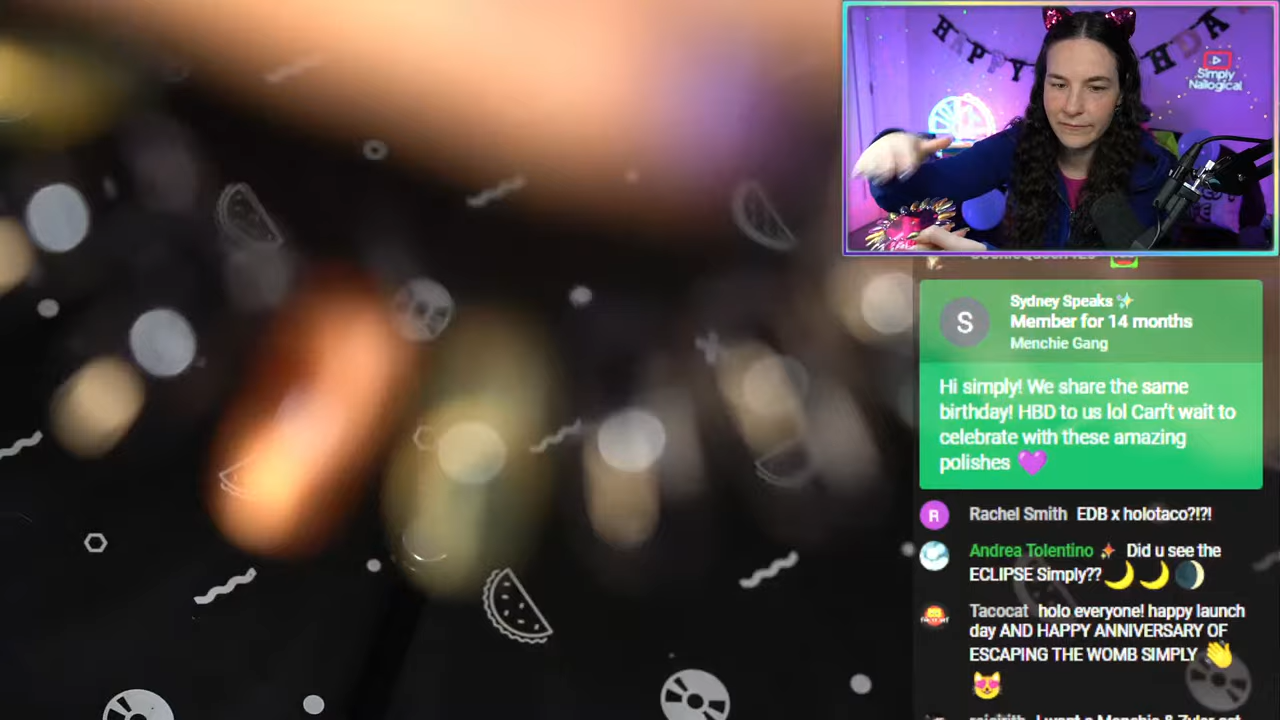 HAPPY
HDA
Simply
Nailogical
Sydney Speaks
Member for 14 months
Menchie Gang
S
Hi simply! We share the same
birthday! HBD to us lol Can't wait to
celebrate with these amazing
polishes 💜
R Rachel Smith EDB x holotaco?!?!
Andrea Tolentino Did u see the
ECLIPSE Simply?? 🌙 🌙 🌒
Tacocat holo everyone! happy launch
day AND HAPPY ANNIVERSARY OF
ESCAPING THE WOMB SIMPLY 👋
😻